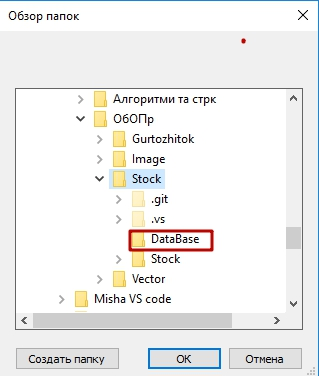 Обзор папок
Алгоритми та стрк
ОбОПр
Gurtozhitok
Image
Stock
.git
.vs
DataBase
Stock
Vector
Misha VS code
Создать папку
ОК
Отмена